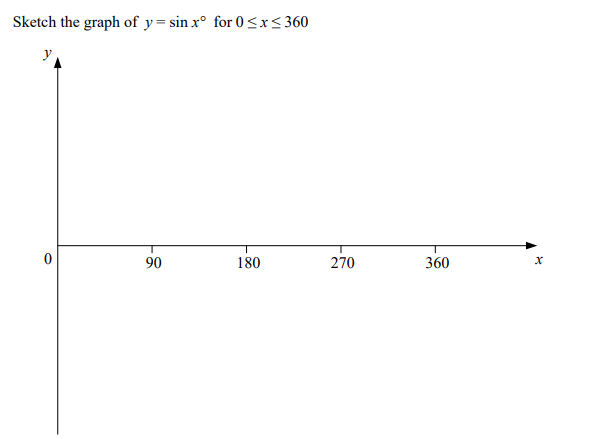 Sketch the graph of y = sin x° for 0 ≤ x ≤ 360
y
0
90
180
270
360
x